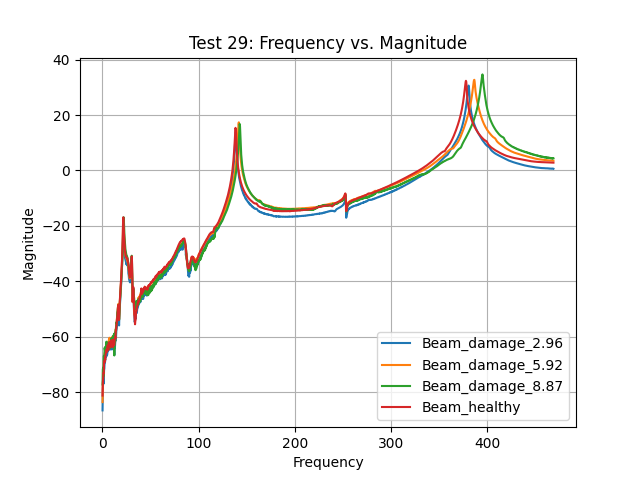 Test 29: Frequency vs. Magnitude
40
20
0
−20
−40
−60
−80
Magnitude
Beam_damage_2.96
Beam_damage_5.92
Beam_damage_8.87
Beam_healthy
0 100 200 300 400
Frequency